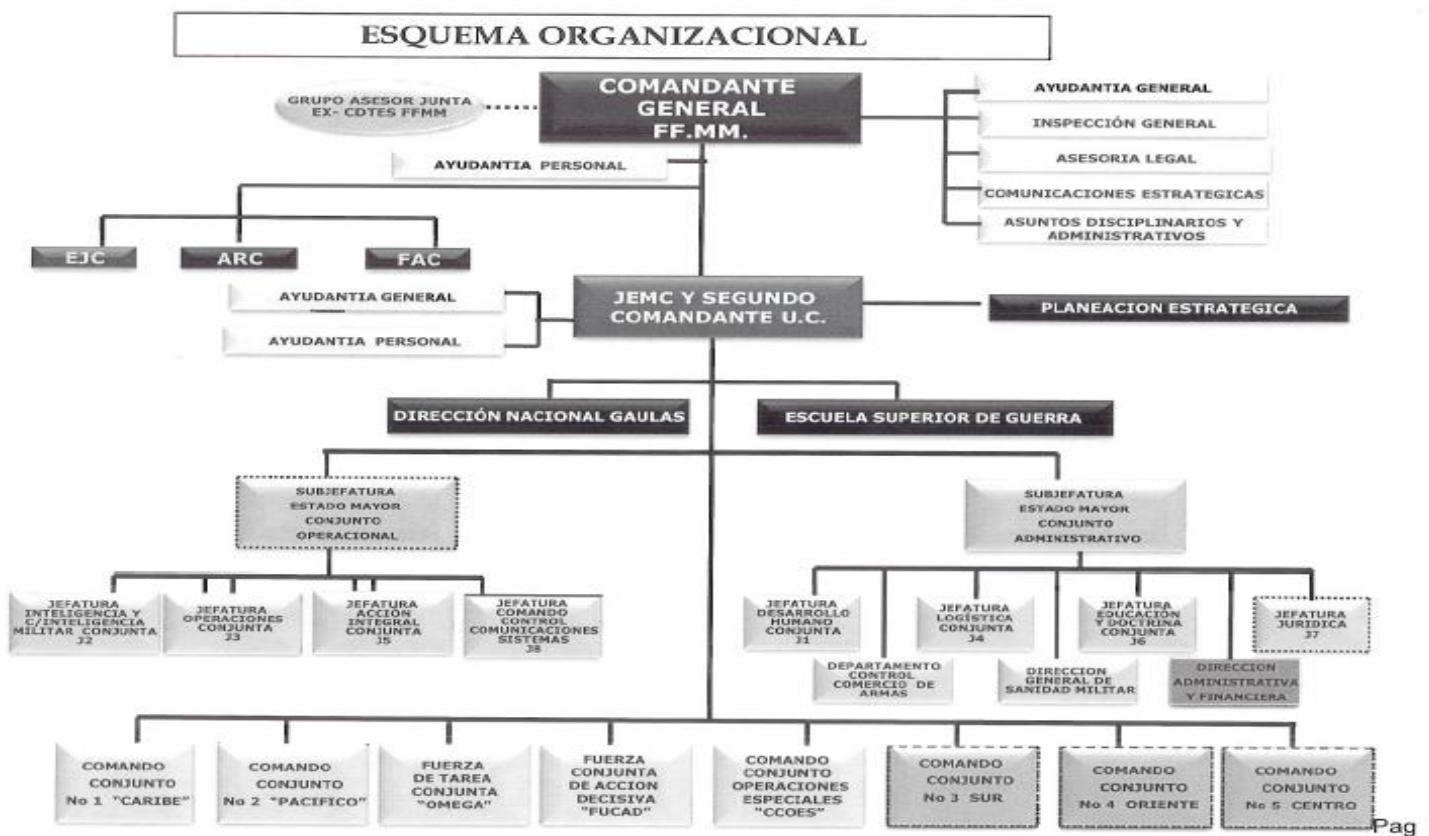 ESQUEMA ORGANIZACIONAL
COMANDANTE
GENERAL
FF.MM.
GRUPO ASESOR JUNTA
EX- CDTES FFMM
AYUDANTIA GENERAL
INSPECCIÓN GENERAL
ASESORIA LEGAL
COMUNICACIONES ESTRATEGICAS
ASUNTOS DISCIPLINARIOS Y
ADMINISTRATIVOS
AYUDANTIA PERSONAL
EJC
ARC
FAC
AYUDANTIA GENERAL
AYUDANTIA PERSONAL
JEMC Y SEGUNDO
COMANDANTE U.C.
PLANEACION ESTRATEGICA
DIRECCIÓN NACIONAL GAULAS
ESCUELA SUPERIOR DE GUERRA
SUBJEFATURA
ESTADO MAYOR
CONJUNTO
OPERACIONAL
SUBJEFATURA
ESTADO MAYOR
CONJUNTO
ADMINISTRATIVO
JEFATURA
INTELIGENCIA Y
C/INTELIGENCIA
MILITAR CONJUNTA
J2
JEFATURA
OPERACIONES
CONJUNTA
J3
JEFATURA
ACCIÓN
INTEGRAL
CONJUNTA
J5
JEFATURA
COMANDO
CONTROL
COMUNICACIONES
SISTEMAS
J8
JEFATURA
DESARROLLO
HUMANO
CONJUNTA
J1
JEFATURA
LOGÍSTICA
CONJUNTA
J4
JEFATURA
EDUCACIÓN
Y DOCTRINA
CONJUNTA
J6
JEFATURA
JURIDICA
J7
DEPARTAMENTO
CONTROL
COMERCIO DE
ARMAS
DIRECCION
GENERAL DE
SANIDAD MILITAR
DIRECCION
ADMINISTRATIVA
Y FINANCIERA
COMANDO
CONJUNTO
No 1 "CARIBE"
COMANDO
CONJUNTO
No 2 "PACIFICO"
FUERZA
DE TAREA
CONJUNTA
"OMEGA"
FUERZA
CONJUNTA
DE ACCION
DECISIVA
"FUCAD"
COMANDO
CONJUNTO
OPERACIONES
ESPECIALES
"CCOES"
COMANDO
CONJUNTO
No 3 SUR
COMANDO
CONJUNTO
No 4 ORIENTE
COMANDO
CONJUNTO
No 5 CENTRO
Pag